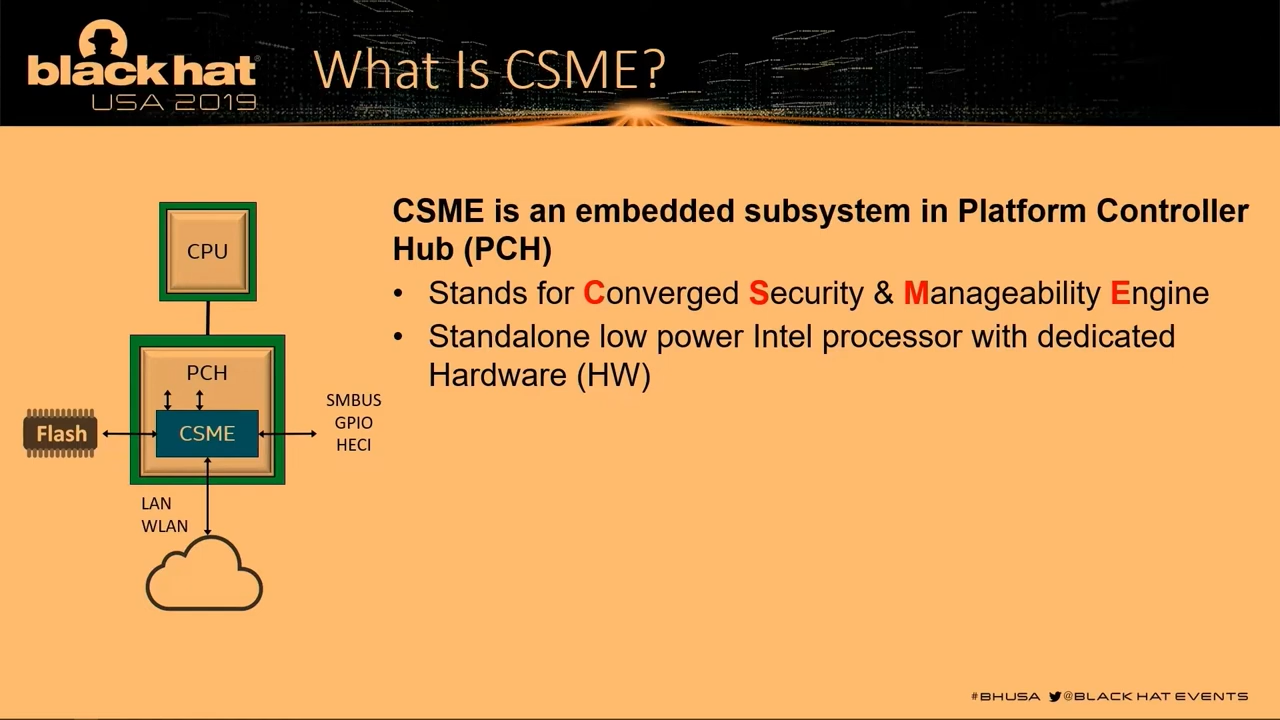 black hat
USA 2019
What Is CSME?
CPU
PCH
CSME
Flash
SMBUS
GPIO
HECI
LAN
WLAN
CSME is an embedded subsystem in Platform Controller
Hub (PCH)
• Stands for Converged Security & Manageability Engine
• Standalone low power Intel processor with dedicated
Hardware (HW)
#BHUSA @BLACK HAT EVENTS